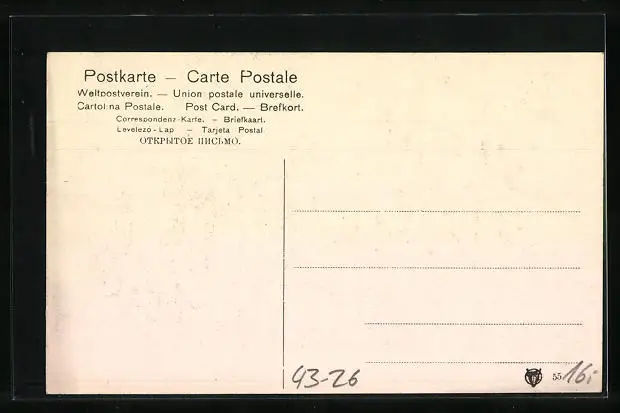 Postkarte — Carte Postale
Weltpostverein. — Union postale universelle.
Cartolina Postale. Post Card. — Brefkort.
Correspondenz-Karte. – Briefkaart.
Levelező-Lap – Tarjeta Postal
ОТКРЫТОЕ ПИСЬМО.
43-26
55 16,-